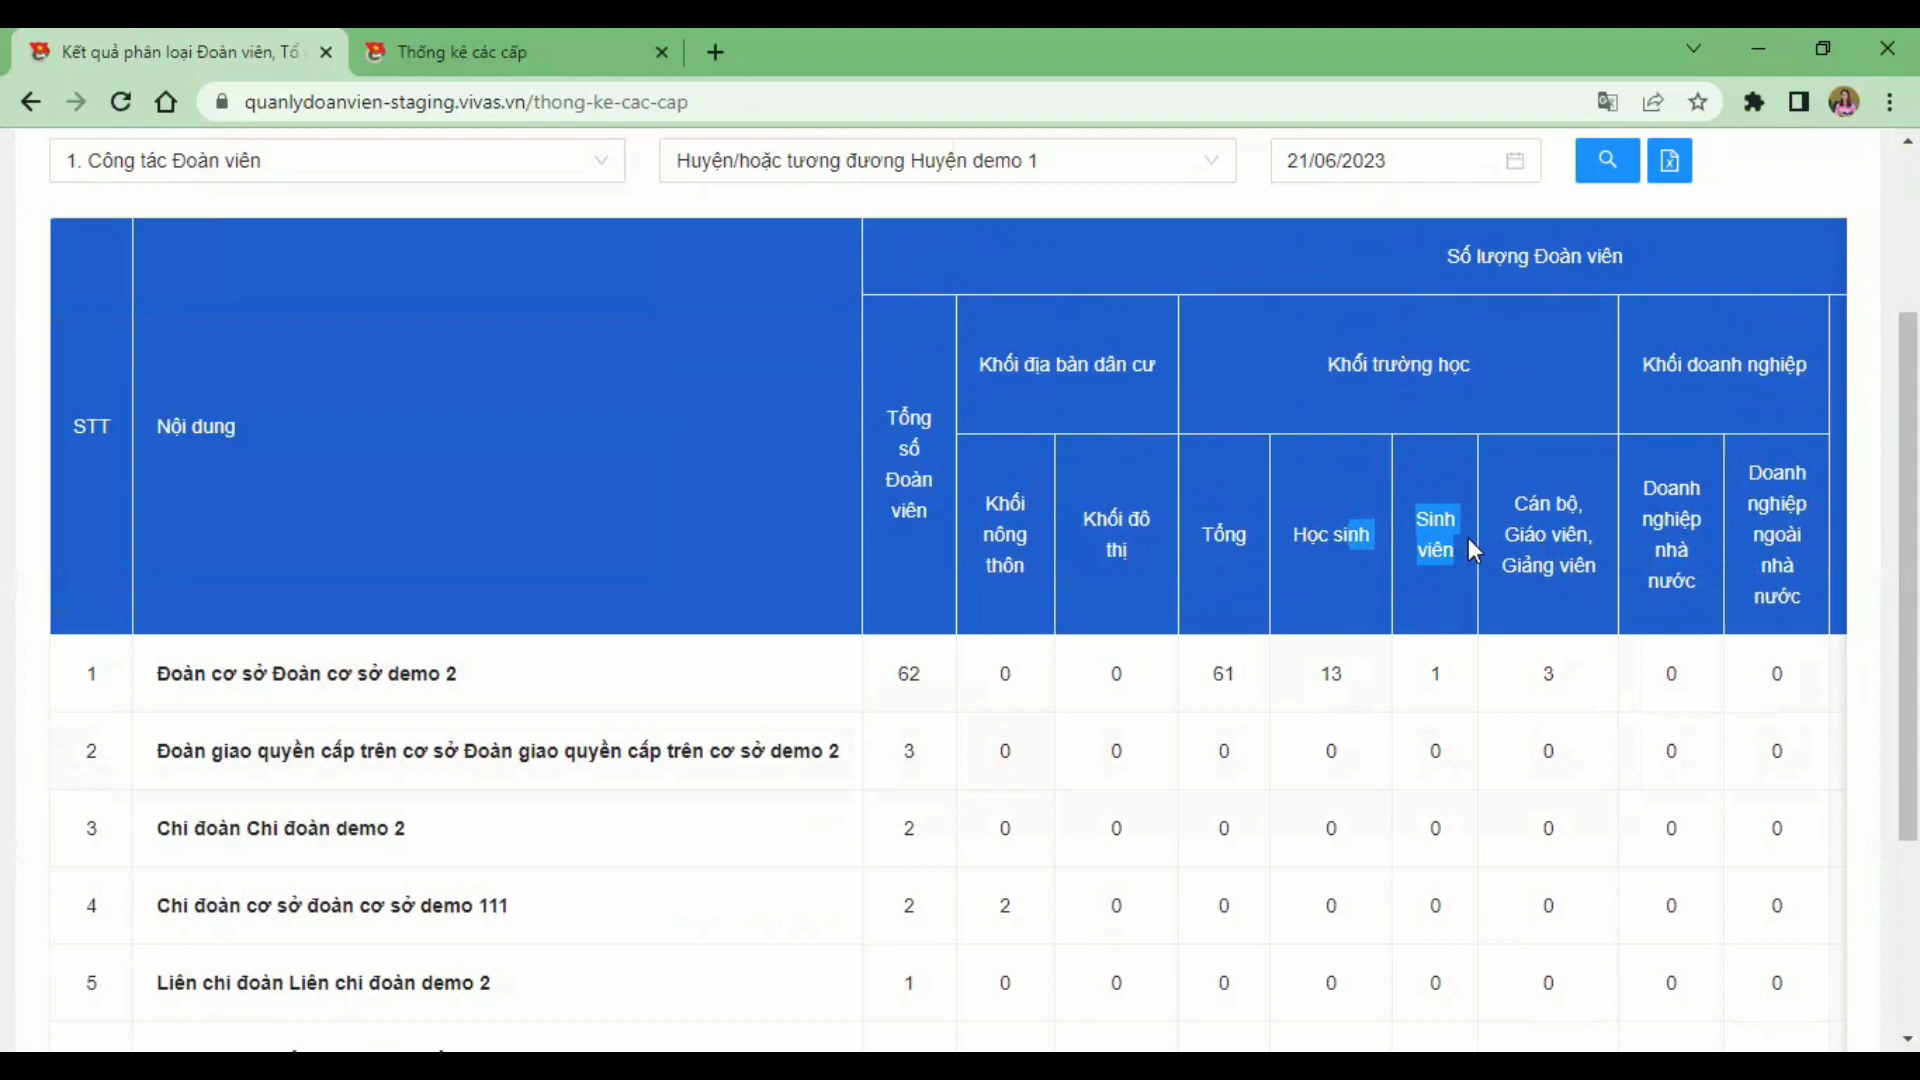 Kết quả phân loại Đoàn viên, Tổ
Thống kê các cấp
quanlydoanvien-staging.vivas.vn/thong-ke-cac-cap
1. Công tác Đoàn viên
Huyện/hoặc tương đương Huyện demo 1
21/06/2023
Số lượng Đoàn viên
STT
Nội dung
Tổng
số
Đoàn
viên
Khối địa bàn dân cư
Khối trường học
Khối doanh nghiệp
Khối
nông
thôn
Khối đô
thị
Tổng
Học sinh
Sinh
viên
Cán bộ,
Giáo viên,
Giảng viên
Doanh
nghiệp
nhà
nước
Doanh
nghiệp
ngoài
nhà
nước
1 Đoàn cơ sở Đoàn cơ sở demo 2 62 0 0 61 13 1 3 0 0
2 Đoàn giao quyền cấp trên cơ sở Đoàn giao quyền cấp trên cơ sở demo 2 3 0 0 0 0 0 0 0 0
3 Chi đoàn Chi đoàn demo 2 2 0 0 0 0 0 0 0 0
4 Chi đoàn cơ sở đoàn cơ sở demo 111 2 2 0 0 0 0 0 0 0
5 Liên chi đoàn Liên chi đoàn demo 2 1 0 0 0 0 0 0 0 0